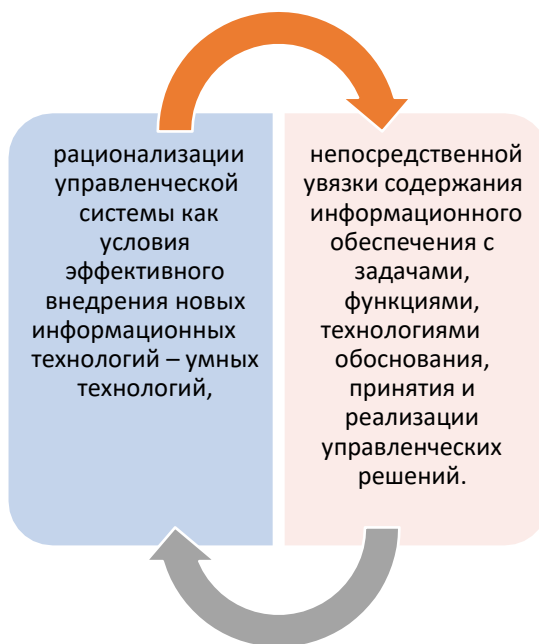 рационализации
управленческой
системы как
условия
эффективного
внедрения новых
информационных
технологий – умных
технологий,
непосредственной
увязки содержания
информационного
обеспечения с
задачами,
функциями,
технологиями
обоснования,
принятия и
реализации
управленческих
решений.